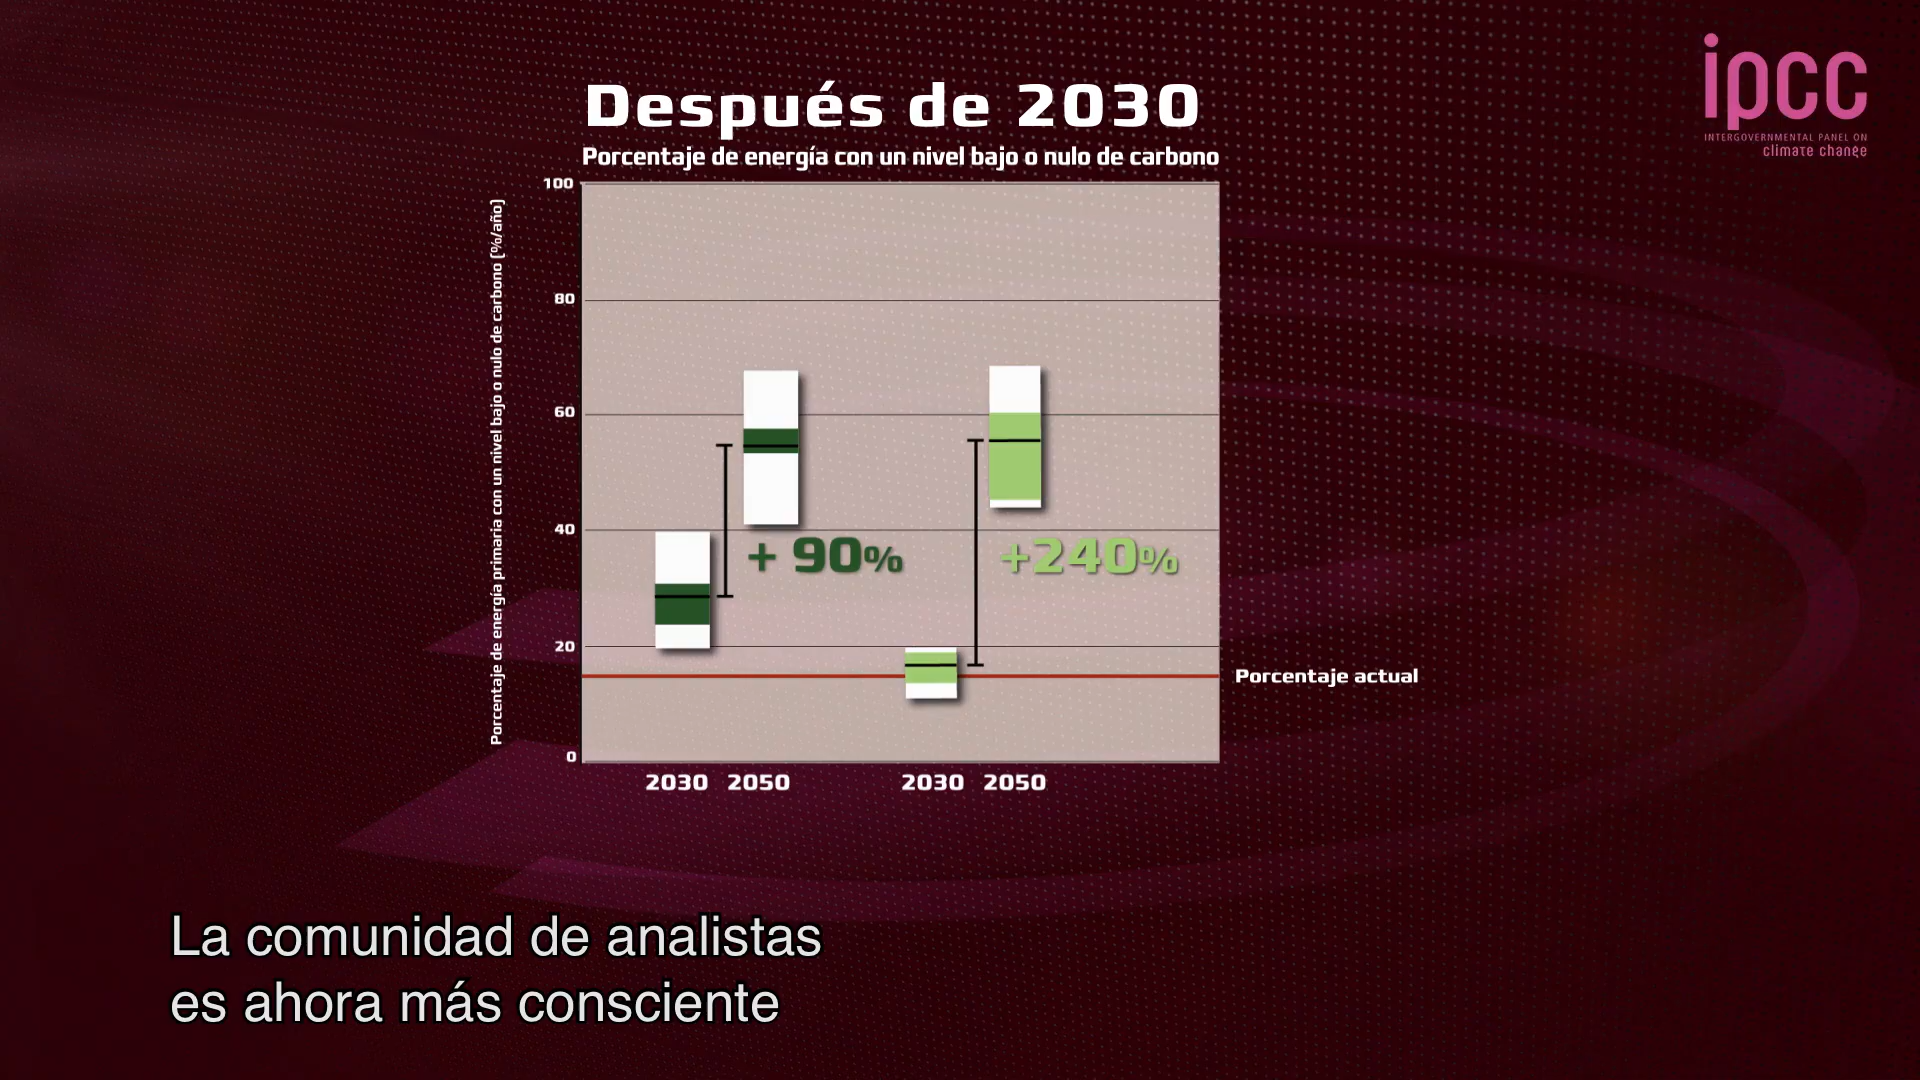 ipcc
INTERGOVERNMENTAL PANEL ON
climate change
Después de 2030
Porcentaje de energía con un nivel bajo o nulo de carbono
Porcentaje de energía primaria con un nivel bajo o nulo de carbono (%/año)
100
80
60
40
20
0
+ 90%
+240%
Porcentaje actual
2030 2050 2030 2050
La comunidad de analistas
es ahora más consciente